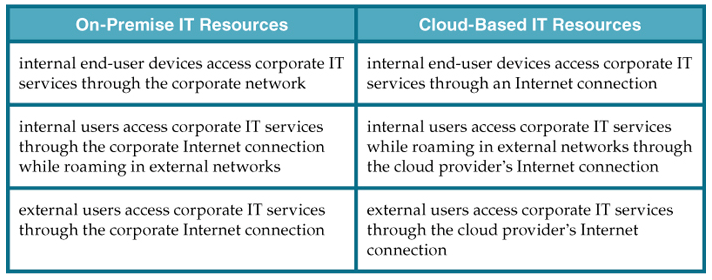 On-Premise IT Resources
Cloud-Based IT Resources
internal end-user devices access corporate IT
services through the corporate network
internal end-user devices access corporate IT
services through an Internet connection
internal users access corporate IT services
through the corporate Internet connection
while roaming in external networks
internal users access corporate IT services
while roaming in external networks through
the cloud provider's Internet connection
external users access corporate IT services
through the corporate Internet connection
external users access corporate IT services
through the cloud provider's Internet
connection